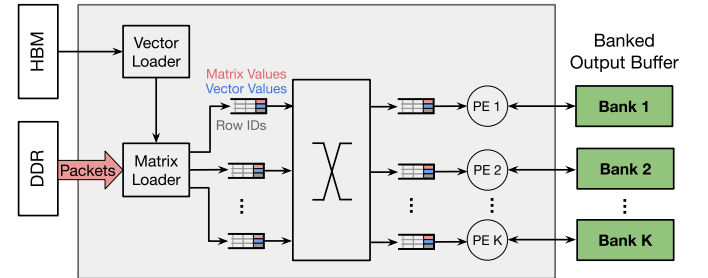 HBM
Vector
Loader
Banked
Output Buffer
Matrix Values
Vector Values
Row IDs
PE 1
Bank 1
DDR
Packets
Matrix
Loader
PE 2
Bank 2
PE K
Bank K